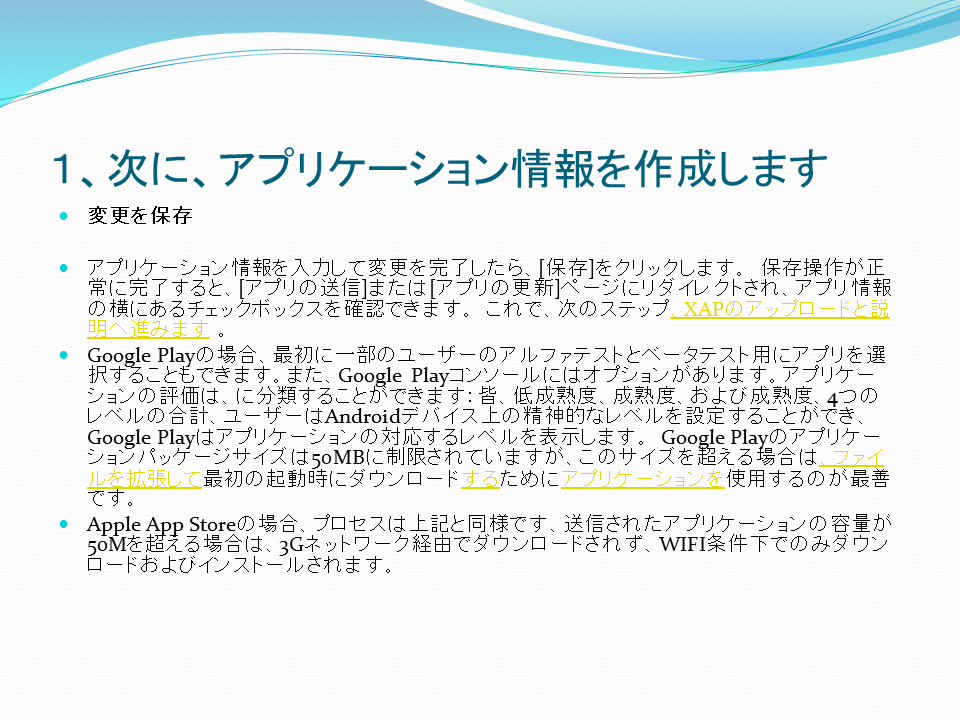 １、次に、アプリケーション情報を作成します
変更を保存
アプリケーション情報を入力して変更を完了したら、[保存]をクリックします。 保存操作が正
常に完了すると、[アプリの送信]または[アプリの更新]ページにリダイレクトされ、アプリ情報
の横にあるチェックボックスを確認できます。 これで、次のステップ、XAPのアップロードと説
明へ進みます 。
Google Playの場合、最初に一部のユーザーのアルファテストとベータテスト用にアプリを選
択することもできます。また、Google Playコンソールにはオプションがあります。アプリケー
ションの評価は、に分類することができます：皆、低成熟度、成熟度、および成熟度、4つの
レベルの合計、ユーザーはAndroidデバイス上の精神的なレベルを設定することができ、
Google Playはアプリケーションの対応するレベルを表示します。 Google Playのアプリケー
ションパッケージサイズは50MBに制限されていますが、このサイズを超える場合は、ファイ
ルを拡張して最初の起動時にダウンロードするためにアプリケーションを使用するのが最善
です。
Apple App Storeの場合、プロセスは上記と同様です、送信されたアプリケーションの容量が
50Mを超える場合は、3Gネットワーク経由でダウンロードされず、WIFI条件下でのみダウン
ロードおよびインストールされます。